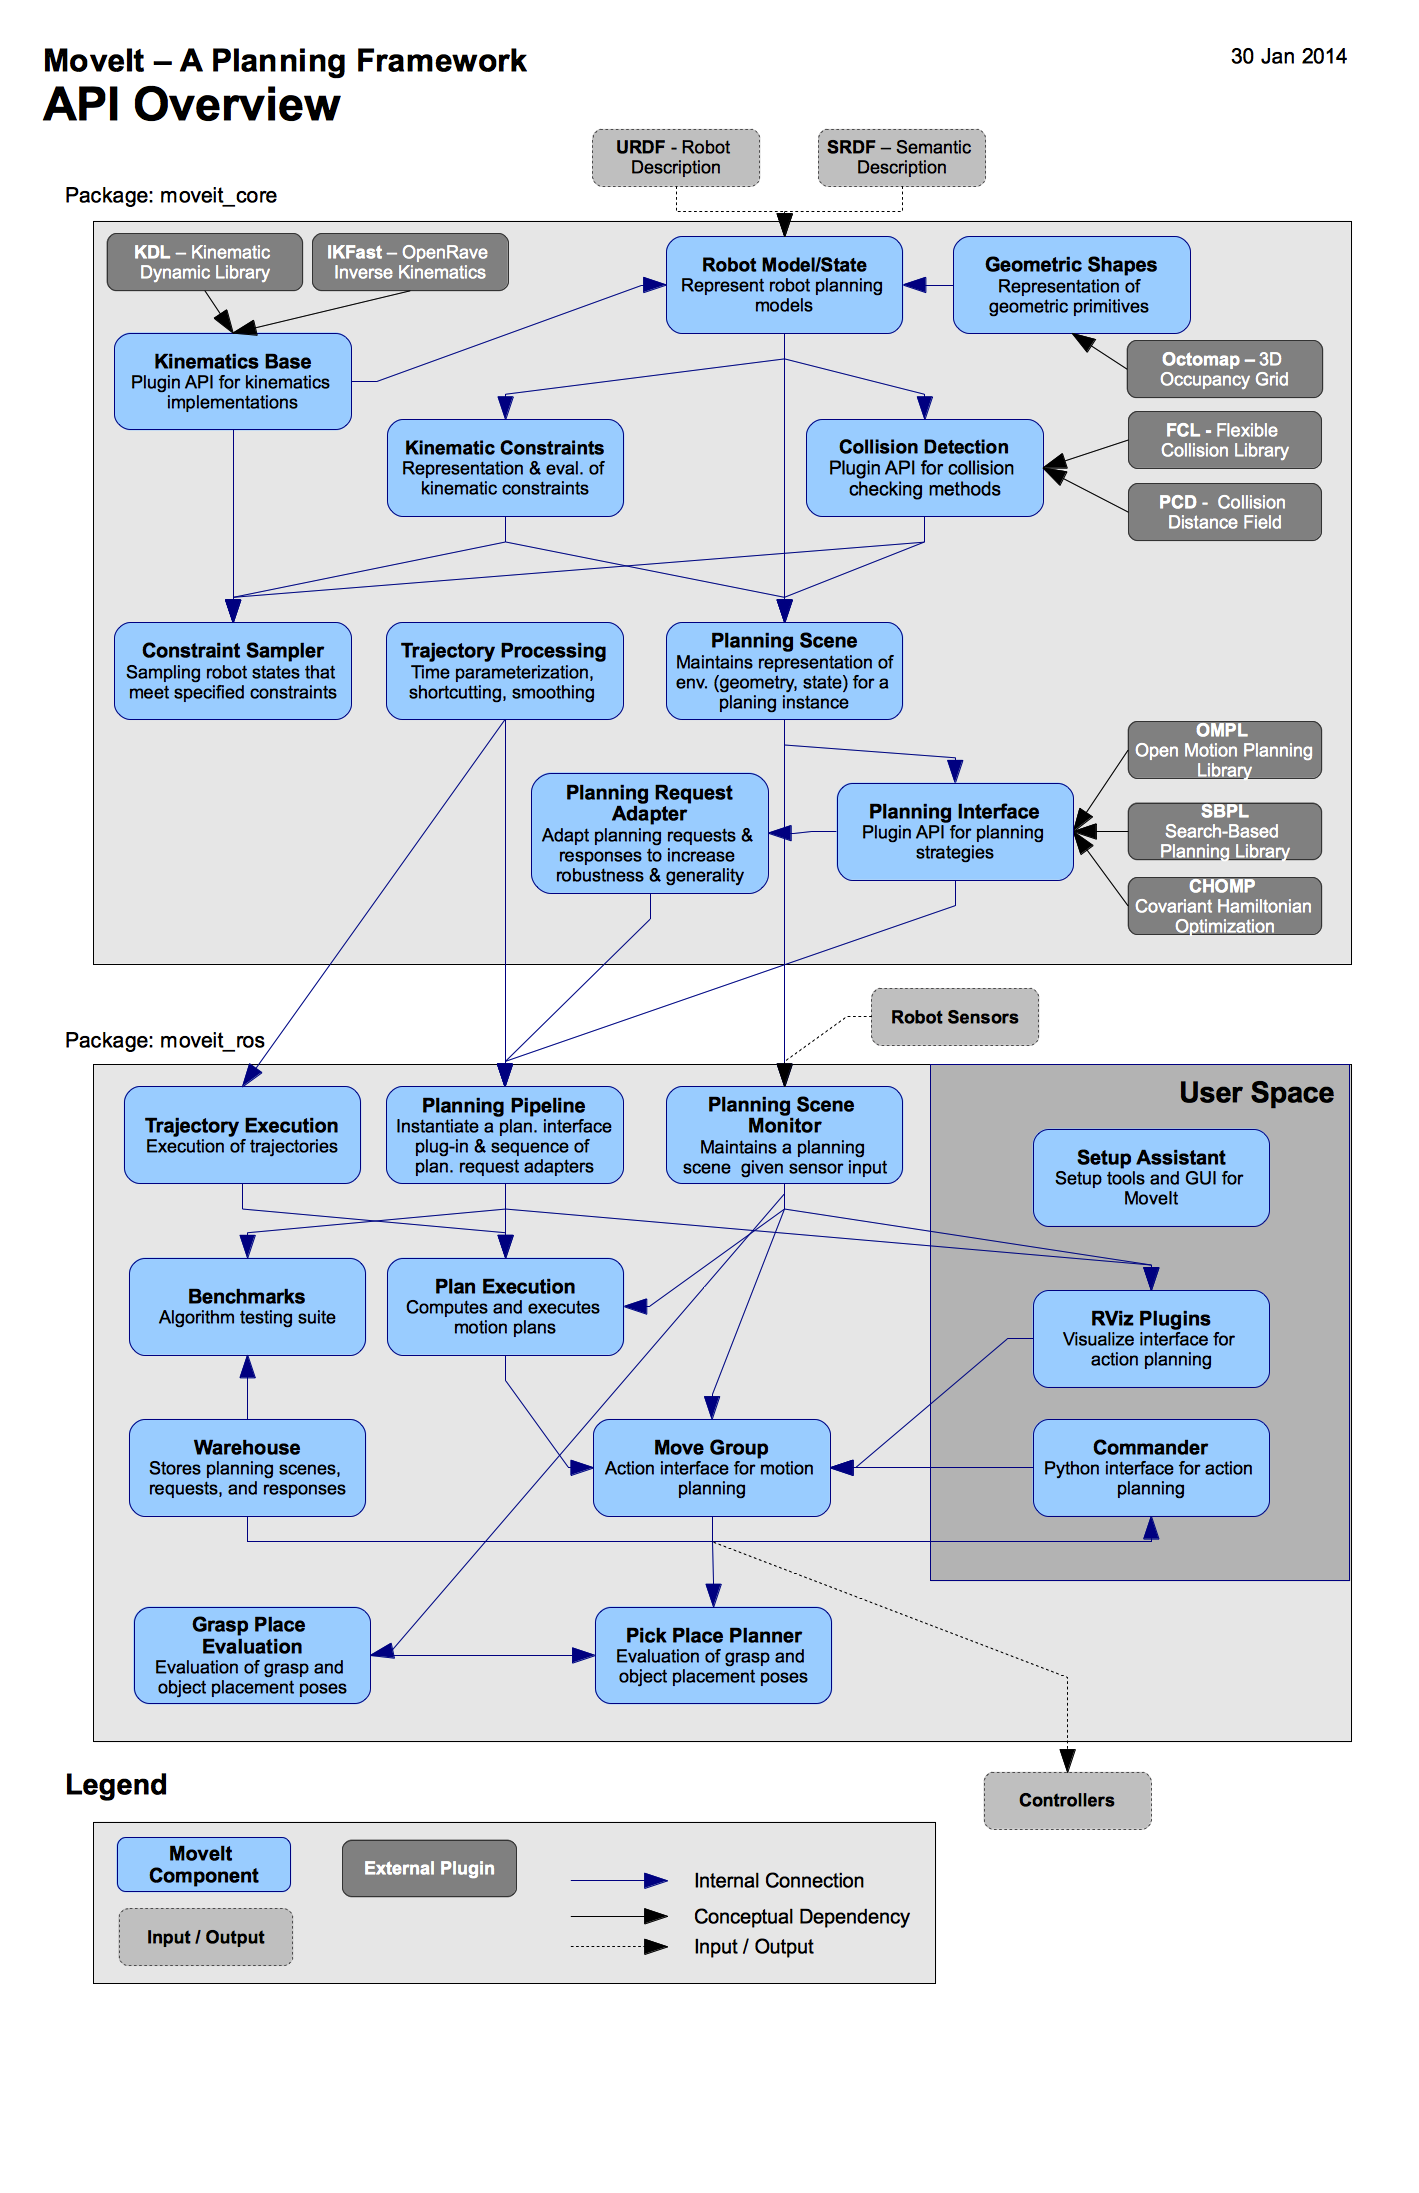 MoveIt – A Planning Framework
30 Jan 2014
API Overview
URDF - Robot
Description
SRDF – Semantic
Description
Package: moveit_core
KDL – Kinematic
Dynamic Library
IKFast – OpenRave
Inverse Kinematics
Robot Model/State
Represent robot planning
models
Geometric Shapes
Representation of
geometric primitives
Kinematics Base
Plugin API for kinematics
implementations
Octomap – 3D
Occupancy Grid
Kinematic Constraints
Representation & eval. of
kinematic constraints
Collision Detection
Plugin API for collision
checking methods
FCL - Flexible
Collision Library
PCD - Collision
Distance Field
Constraint Sampler
Sampling robot states that
meet specified constraints
Trajectory Processing
Time parameterization,
shortcutting, smoothing
Planning Scene
Maintains representation of
env. (geometry, state) for a
planing instance
OMPL
Open Motion Planning
Library
Planning Request
Adapter
Adapt planning requests &
responses to increase
robustness & generality
Planning Interface
Plugin API for planning
strategies
SBPL
Search-Based
Planning Library
CHOMP
Covariant Hamiltonian
Optimization
Robot Sensors
Package: moveit_ros
User Space
Trajectory Execution
Execution of trajectories
Planning Pipeline
Instantiate a plan. interface
plug-in & sequence of
plan. request adapters
Planning Scene
Monitor
Maintains a planning
scene given sensor input
Setup Assistant
Setup tools and GUI for
MoveIt
Benchmarks
Algorithm testing suite
Plan Execution
Computes and executes
motion plans
RViz Plugins
Visualize interface for
action planning
Warehouse
Stores planning scenes,
requests, and responses
Move Group
Action interface for motion
planning
Commander
Python interface for action
planning
Grasp Place
Evaluation
Evaluation of grasp and
object placement poses
Pick Place Planner
Evaluation of grasp and
object placement poses
Controllers
Legend
MoveIt
Component
External Plugin
Input / Output
Internal Connection
Conceptual Dependency
Input / Output